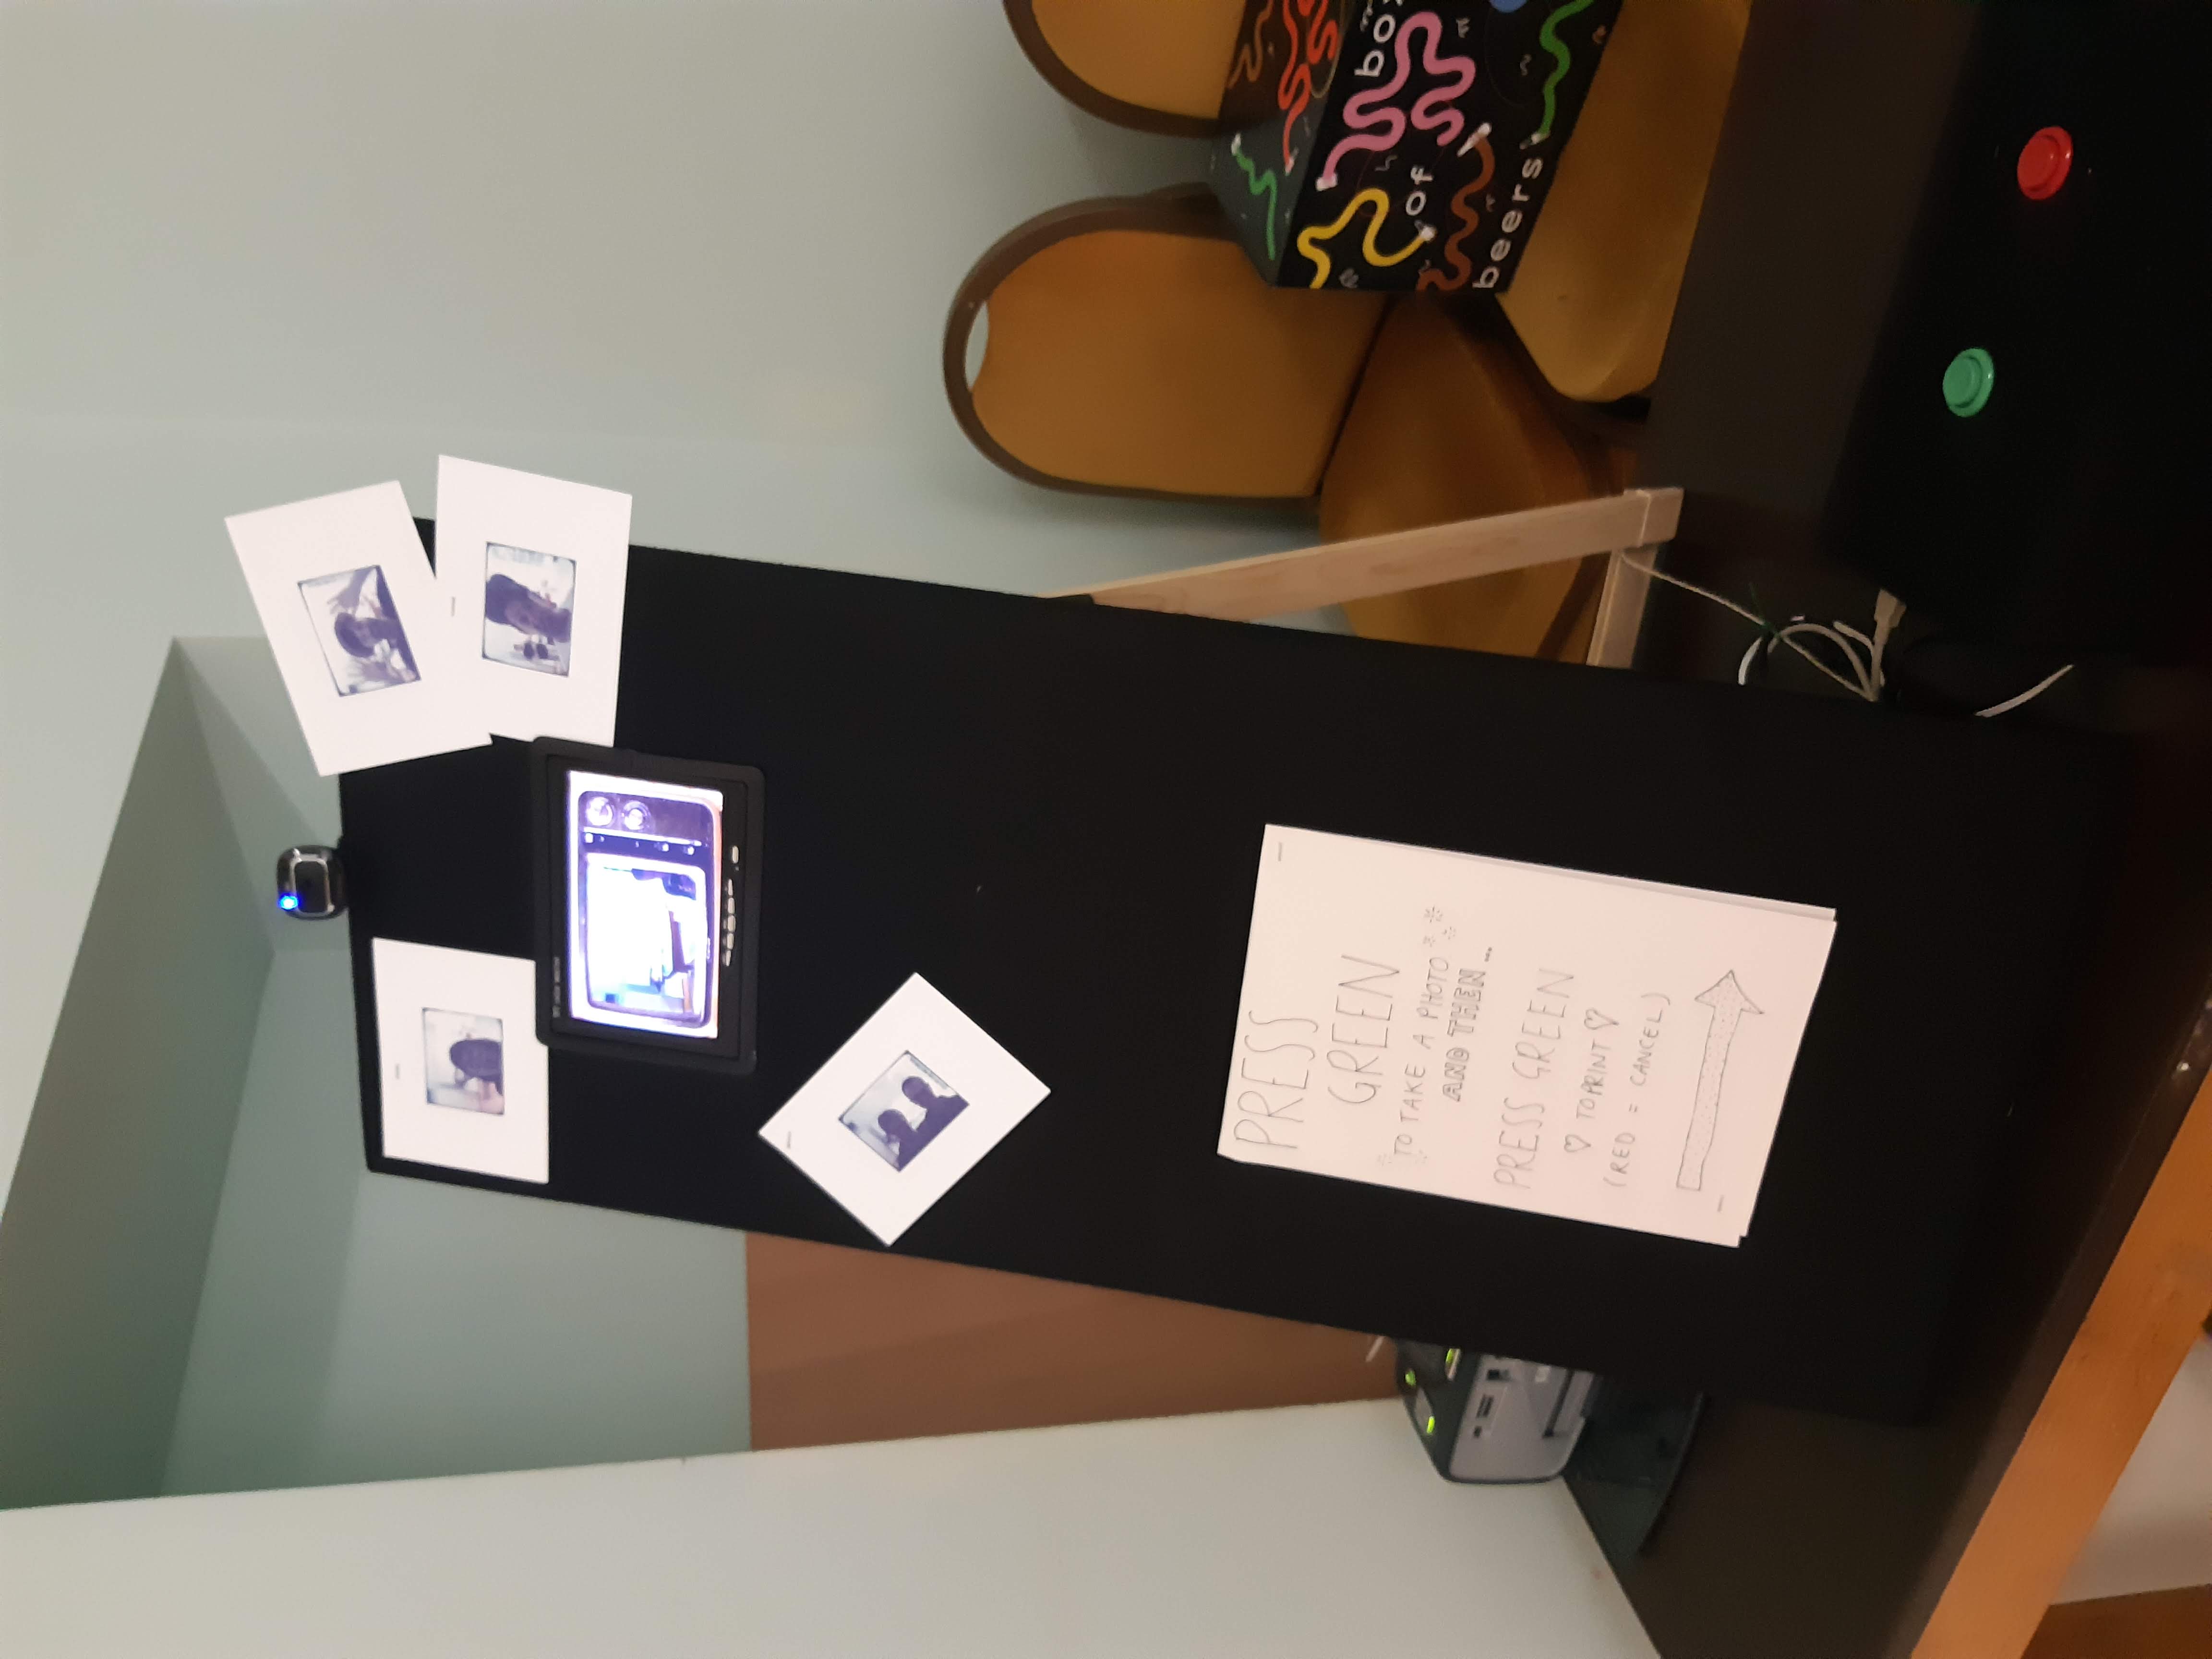 PRESS
GREEN
TO TAKE A PHOTO
AND THEN ...
PRESS GREEN
♡ TO PRINT ♡
(RED = CANCEL)
box
of
beers